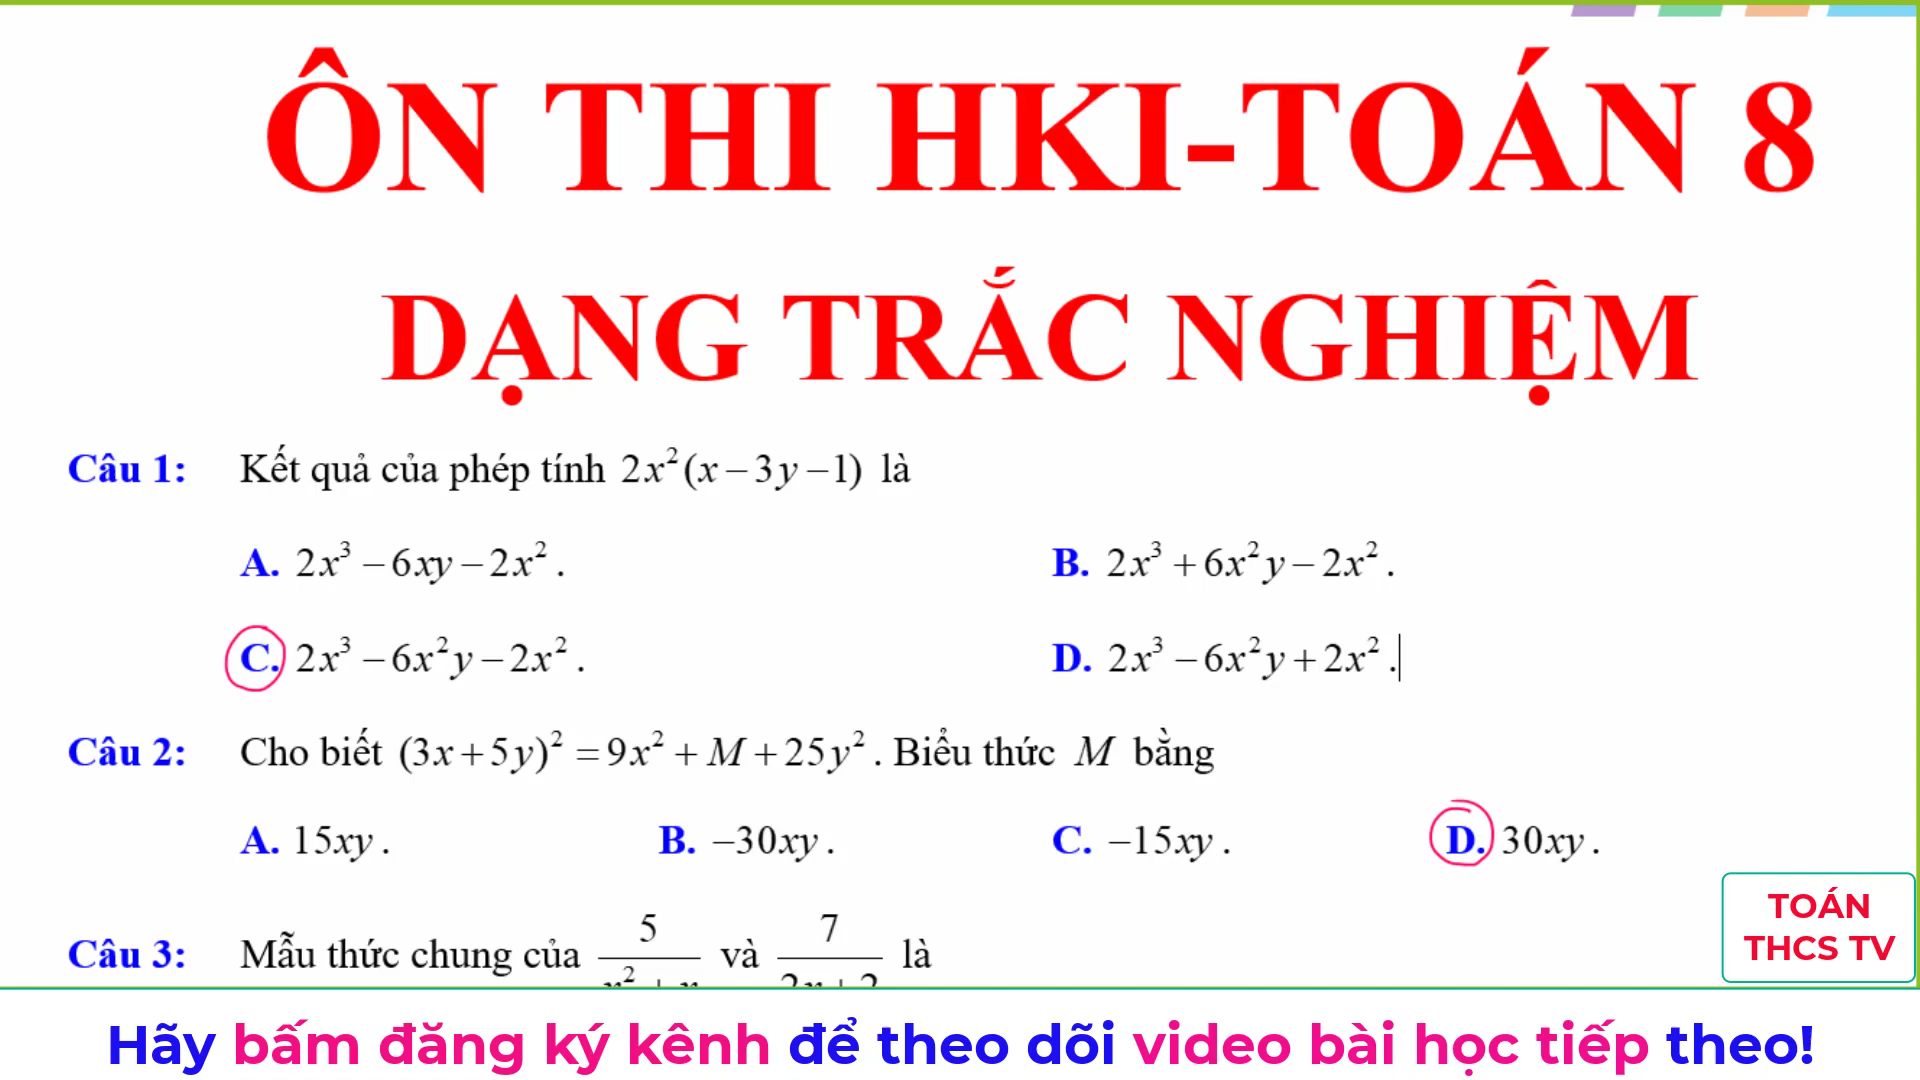 ÔN THI HKI-TOÁN 8
DẠNG TRẮC NGHIỆM
Câu 1: Kết quả của phép tính 2x²(x−3y−1) là
A. 2x³−6xy−2x². B. 2x³+6x²y−2x².
C. 2x³−6x²y−2x². D. 2x³−6x²y+2x².
Câu 2: Cho biết (3x+5y)²=9x²+M+25y². Biểu thức M bằng
A. 15xy. B. −30xy. C. −15xy. D. 30xy.
Câu 3: Mẫu thức chung của 5 và 7 là
TOÁN
THCS TV
Hãy bấm đăng ký kênh để theo dõi video bài học tiếp theo!